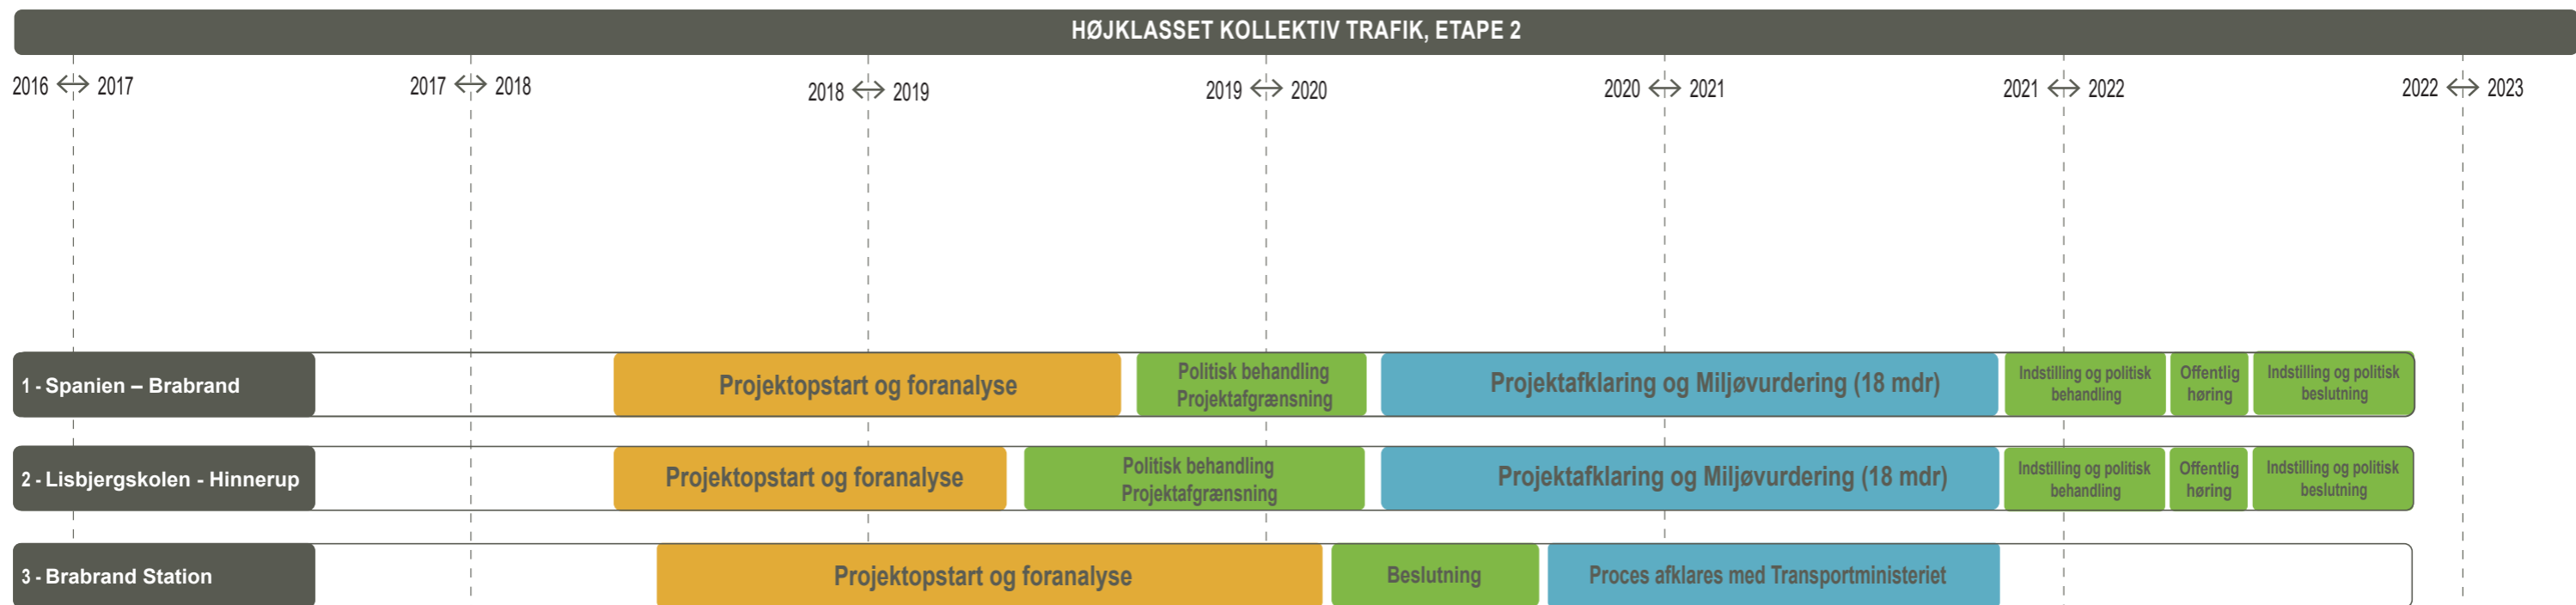 HØJKLASSET KOLLEKTIV TRAFIK, ETAPE 2
2016 ↔ 2017
2017 ↔ 2018
2018 ↔ 2019
2019 ↔ 2020
2020 ↔ 2021
2021 ↔ 2022
2022 ↔ 2023
1 - Spanien – Brabrand
Projektopstart og foranalyse
Politisk behandling
Projektafgrænsning
Projektafklaring og Miljøvurdering (18 mdr)
Indstilling og politisk
behandling
Offentlig
høring
Indstilling og politisk
beslutning
2 - Lisbjergskolen - Hinnerup
Projektopstart og foranalyse
Politisk behandling
Projektafgrænsning
Projektafklaring og Miljøvurdering (18 mdr)
Indstilling og politisk
behandling
Offentlig
høring
Indstilling og politisk
beslutning
3 - Brabrand Station
Projektopstart og foranalyse
Beslutning
Proces afklares med Transportministeriet